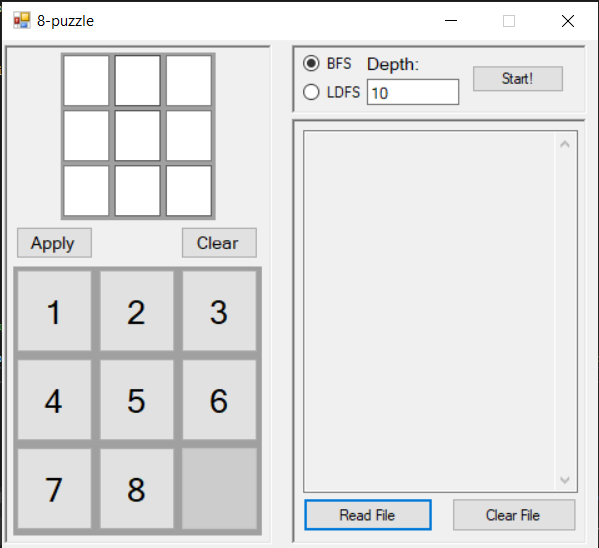 8-puzzle
BFS Depth:
LDFS 10
Start!
Apply Clear
1 2 3
4 5 6
7 8
Read File Clear File